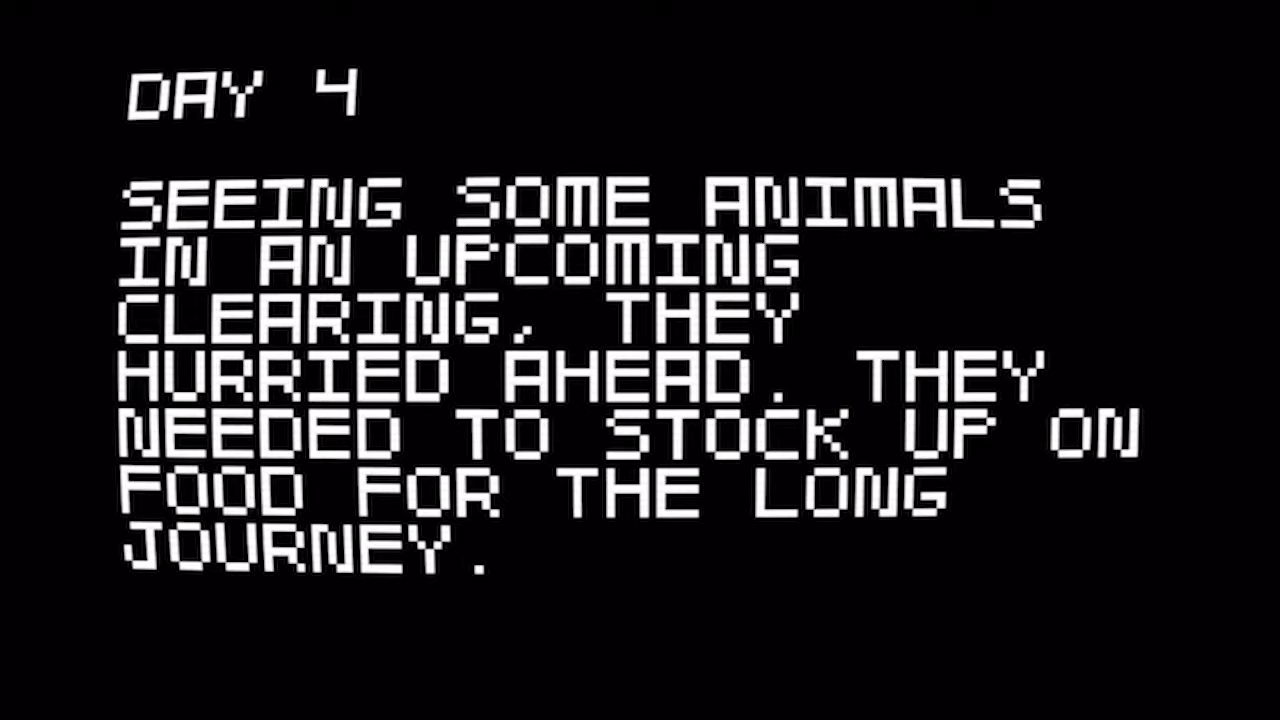 DAY 4
SEEING SOME ANIMALS
IN AN UPCOMING
CLEARING, THEY
HURRIED AHEAD. THEY
NEEDED TO STOCK UP ON
FOOD FOR THE LONG
JOURNEY.